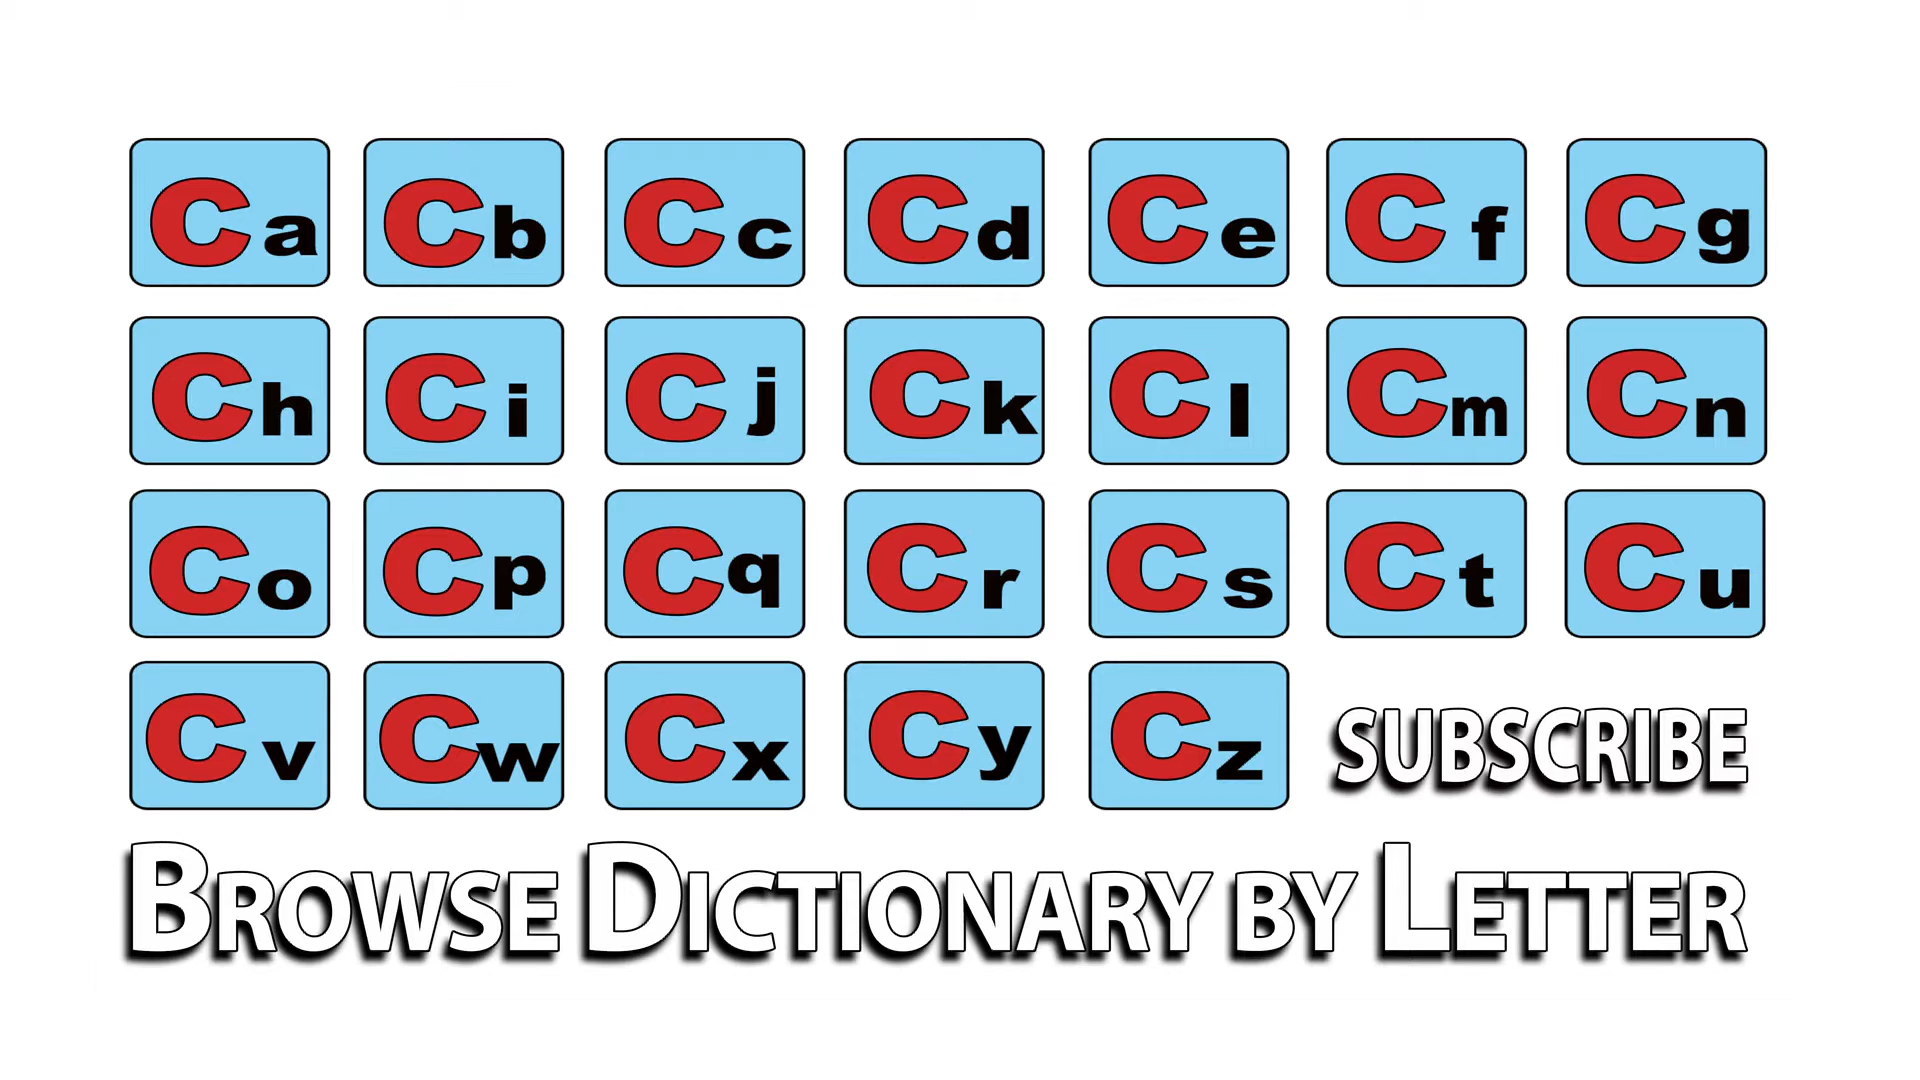 Ca Cb Cc Cd Ce Cf Cg
Ch Ci Cj Ck Cl Cm Cn
Co Cp Cq Cr Cs Ct Cu
Cv Cw Cx Cy Cz SUBSCRIBE
BROWSE DICTIONARY BY LETTER